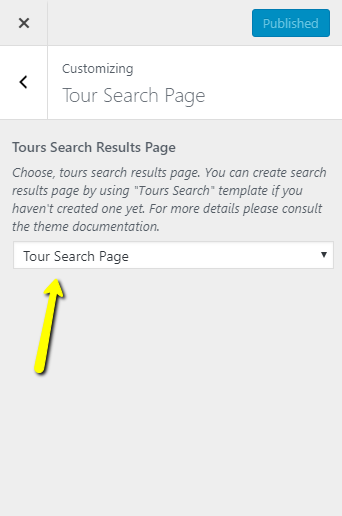 Published
Customizing
Tour Search Page
Tours Search Results Page
Choose, tours search results page. You can create search
results page by using "Tours Search" template if you
haven't created one yet. For more details please consult
the theme documentation.
Tour Search Page